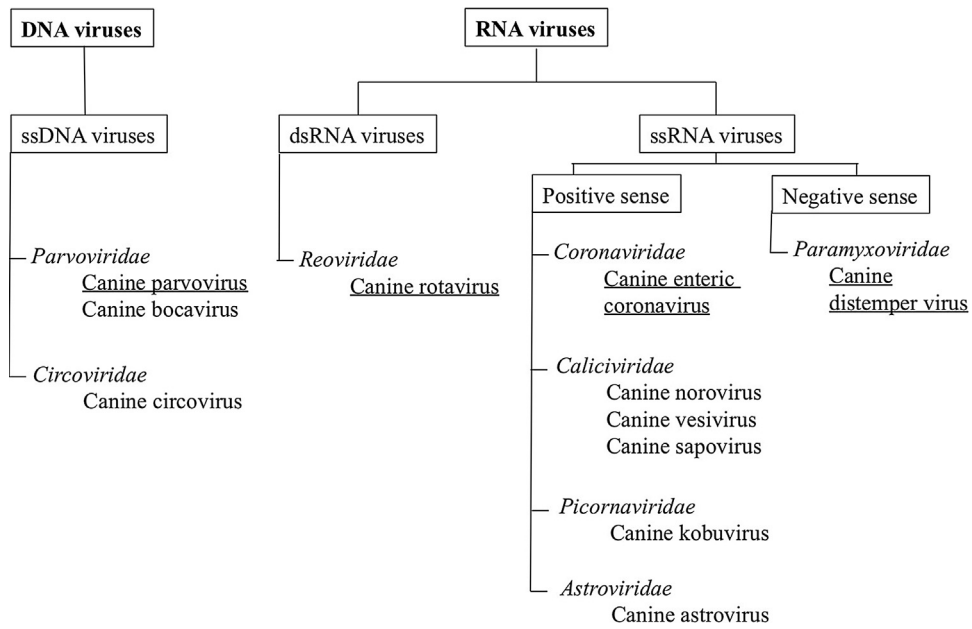 DNA viruses
RNA viruses
ssDNA viruses
dsRNA viruses
ssRNA viruses
Positive sense
Negative sense
Parvoviridae
Canine parvovirus
Canine bocavirus
Circoviridae
Canine circovirus
Reoviridae
Canine rotavirus
Coronaviridae
Canine enteric
coronavirus
Caliciviridae
Canine norovirus
Canine vesivirus
Canine sapovirus
Picornaviridae
Canine kobuvirus
Astroviridae
Canine astrovirus
Paramyxoviridae
Canine
distemper virus